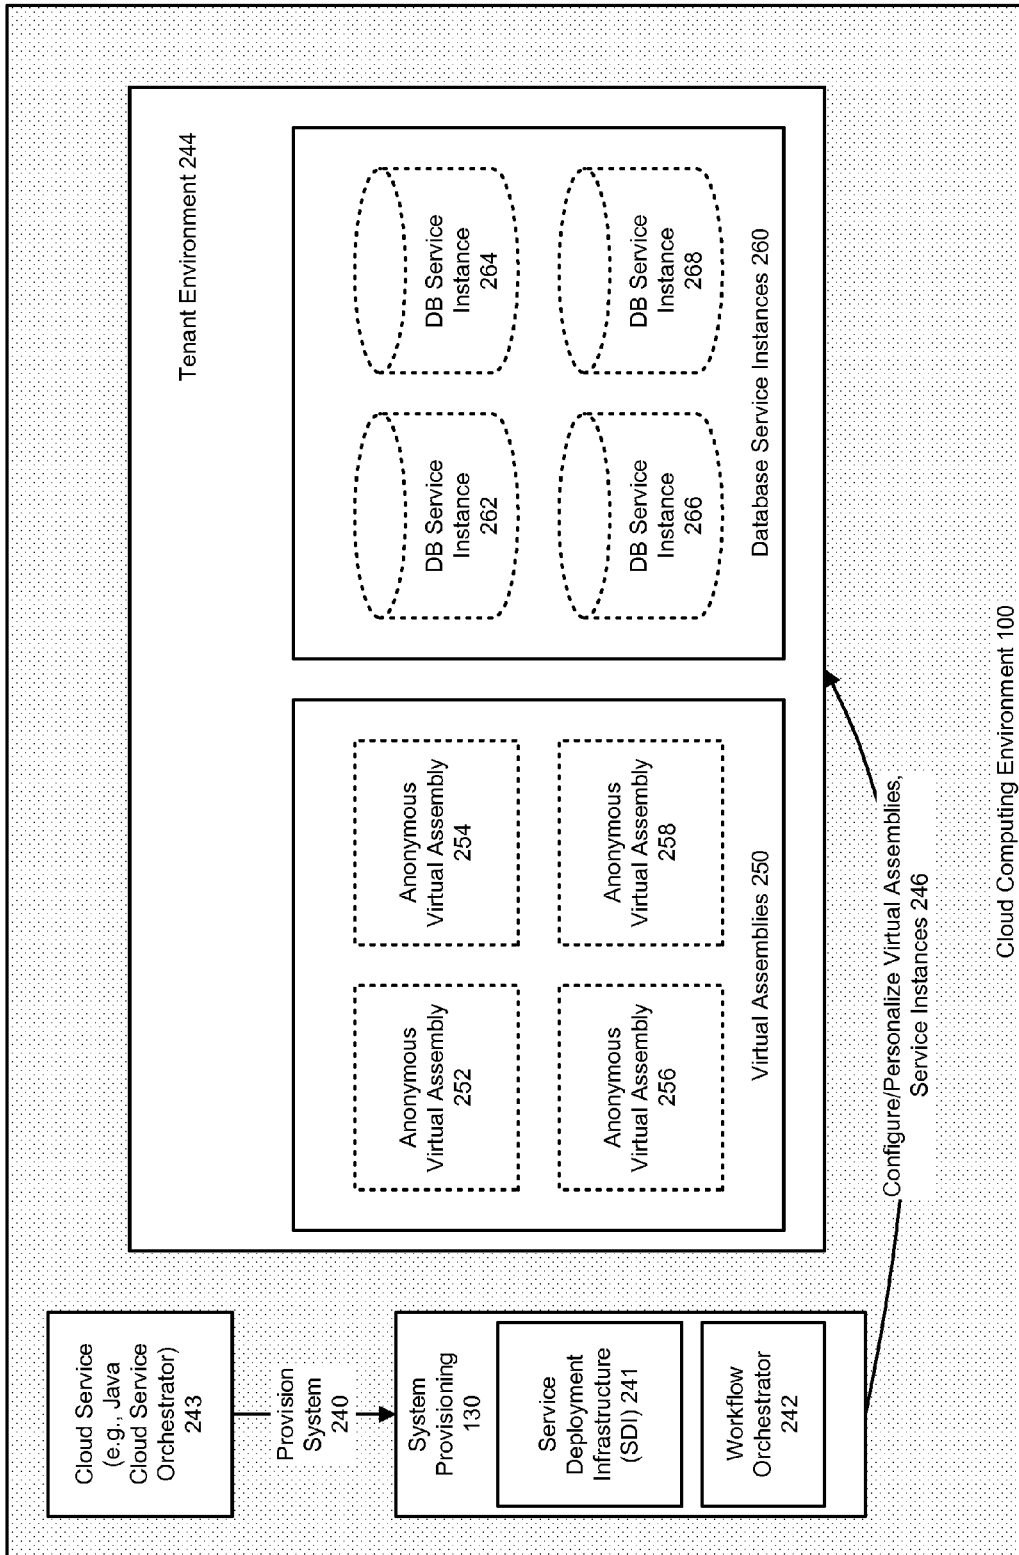 Cloud Service
(e.g., Java
Cloud Service
Orchestrator)
243
Provision
System
240
System
Provisioning
130
Service
Deployment
Infrastructure
(SDI) 241
Workflow
Orchestrator
242
Tenant Environment 244
Anonymous
Virtual Assembly
252
Anonymous
Virtual Assembly
254
Anonymous
Virtual Assembly
256
Anonymous
Virtual Assembly
258
Virtual Assemblies 250
DB Service
Instance
262
DB Service
Instance
264
DB Service
Instance
266
DB Service
Instance
268
Database Service Instances 260
Configure/Personalize Virtual Assemblies,
Service Instances 246
Cloud Computing Environment 100